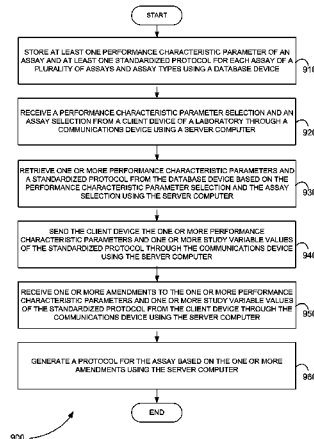 START
STORE AT LEAST ONE PERFORMANCE CHARACTERISTIC PARAMETER OF AN
ASSAY AND AT LEAST ONE STANDARDIZED PROTOCOL FOR EACH ASSAY OF A
PLURALITY OF ASSAYS AND ASSAY TYPES USING A DATABASE DEVICE
910
RECEIVE A PERFORMANCE CHARACTERISTIC PARAMETER SELECTION AND AN
ASSAY SELECTION FROM A CLIENT DEVICE OF A LABORATORY THROUGH A
COMMUNICATIONS DEVICE USING A SERVER COMPUTER
920
RETRIEVE ONE OR MORE PERFORMANCE CHARACTERISTIC PARAMETERS AND
A STANDARDIZED PROTOCOL FROM THE DATABASE DEVICE BASED ON THE
PERFORMANCE CHARACTERISTIC PARAMETER SELECTION AND THE ASSAY
SELECTION USING THE SERVER COMPUTER
930
SEND THE CLIENT DEVICE THE ONE OR MORE PERFORMANCE
CHARACTERISTIC PARAMETERS AND ONE OR MORE STUDY VARIABLE VALUES
OF THE STANDARDIZED PROTOCOL THROUGH THE COMMUNICATIONS DEVICE
USING THE SERVER COMPUTER
940
RECEIVE ONE OR MORE AMENDMENTS TO THE ONE OR MORE PERFORMANCE
CHARACTERISTIC PARAMETERS AND ONE OR MORE STUDY VARIABLE VALUES
OF THE STANDARDIZED PROTOCOL FROM THE CLIENT DEVICE THROUGH THE
COMMUNICATIONS DEVICE USING THE SERVER COMPUTER
950
GENERATE A PROTOCOL FOR THE ASSAY BASED ON THE ONE OR MORE
AMENDMENTS USING THE SERVER COMPUTER
960
END
900